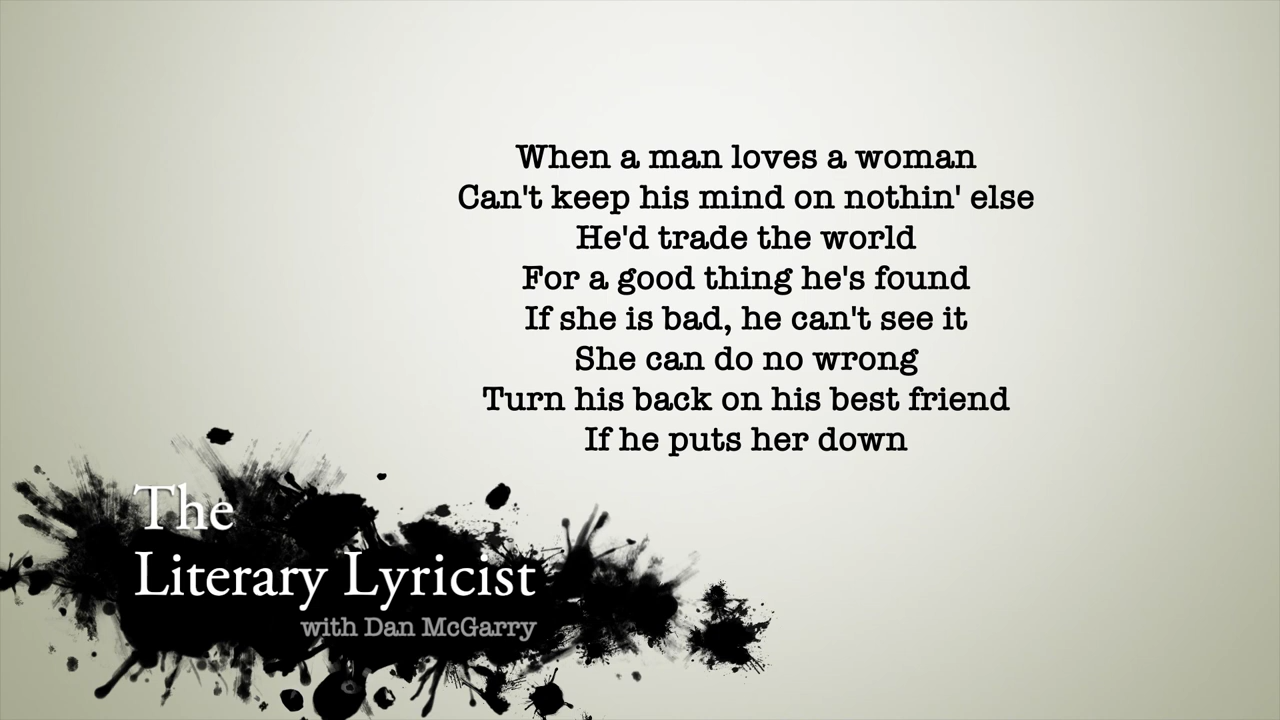 When a man loves a woman
Can't keep his mind on nothin' else
He'd trade the world
For a good thing he's found
If she is bad, he can't see it
She can do no wrong
Turn his back on his best friend
If he puts her down
The
Literary Lyricist
with Dan McGarry